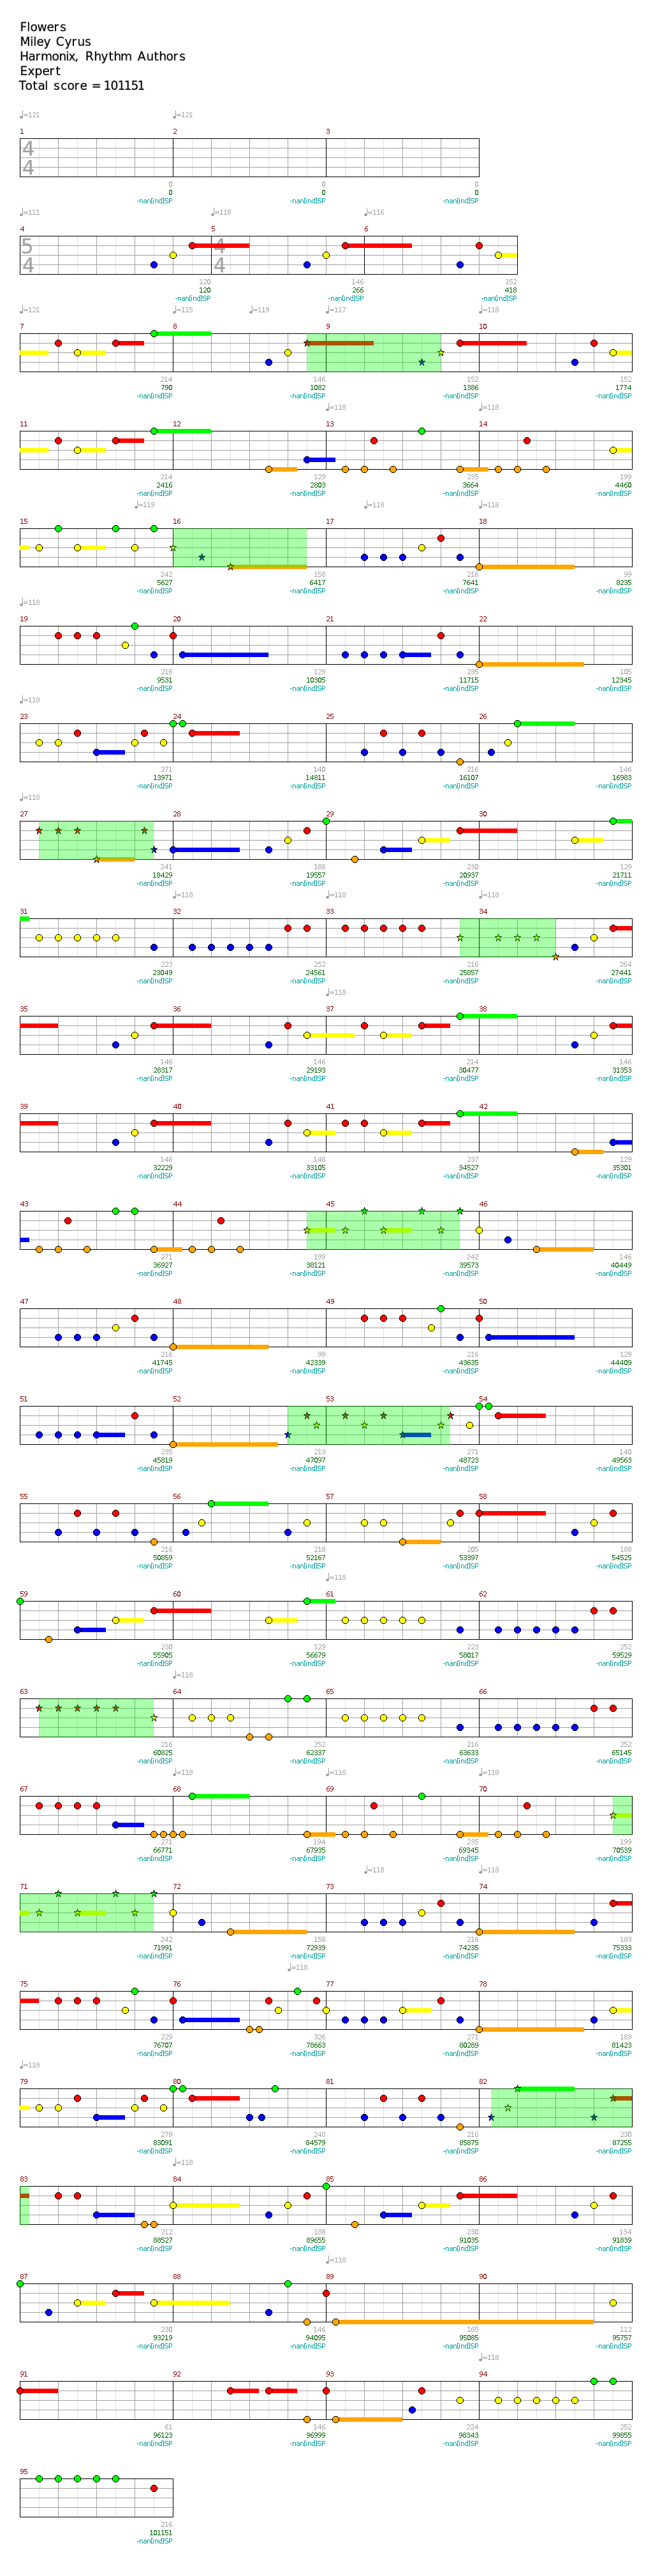 Flowers
Miley Cyrus
Harmonix, Rhythm Authors
Expert
Total score = 101151
♩=121 ♩=121
1 2 3
4
4
0 0 0
0 0 0
-nan(ind)SP -nan(ind)SP -nan(ind)SP
♩=111 ♩=118 ♩=116
4 5 6
5 4
4 4
120 146 152
120 266 418
-nan(ind)SP -nan(ind)SP -nan(ind)SP
♩=121 ♩=115 ♩=119 ♩=117 ♩=118
7 8 9 10
214 146 152 152
790 1082 1386 1774
-nan(ind)SP -nan(ind)SP -nan(ind)SP -nan(ind)SP
♩=118 ♩=118
11 12 13 14
214 129 235 199
2416 2803 3664 4460
-nan(ind)SP -nan(ind)SP -nan(ind)SP -nan(ind)SP
♩=119 ♩=118 ♩=118
15 16 17 18
242 158 216 99
5627 6417 7641 8235
-nan(ind)SP -nan(ind)SP -nan(ind)SP -nan(ind)SP
♩=118
19 20 21 22
216 129 235 105
9531 10305 11715 12345
-nan(ind)SP -nan(ind)SP -nan(ind)SP -nan(ind)SP
♩=118
23 24 25 26
271 140 216 146
13971 14811 16107 16983
-nan(ind)SP -nan(ind)SP -nan(ind)SP -nan(ind)SP
♩=118
27 28 29 30
241 188 230 129
18429 19557 20937 21711
-nan(ind)SP -nan(ind)SP -nan(ind)SP -nan(ind)SP
♩=118 ♩=118
31 32 33 34
223 252 216 264
23049 24561 25857 27441
-nan(ind)SP -nan(ind)SP -nan(ind)SP -nan(ind)SP
♩=118
35 36 37 38
146 146 214 146
28317 29193 30477 31353
-nan(ind)SP -nan(ind)SP -nan(ind)SP -nan(ind)SP
39 40 41 42
146 146 237 129
32229 33105 34527 35301
-nan(ind)SP -nan(ind)SP -nan(ind)SP -nan(ind)SP
43 44 45 46
271 199 242 146
36927 38121 39573 40449
-nan(ind)SP -nan(ind)SP -nan(ind)SP -nan(ind)SP
47 48 49 50
216 99 216 129
41745 42339 43635 44409
-nan(ind)SP -nan(ind)SP -nan(ind)SP -nan(ind)SP
51 52 53 54
235 213 271 140
45819 47097 48723 49563
-nan(ind)SP -nan(ind)SP -nan(ind)SP -nan(ind)SP
55 56 57 58
216 218 205 188
50859 52167 53397 54525
-nan(ind)SP -nan(ind)SP -nan(ind)SP -nan(ind)SP
♩=118
59 60 61 62
230 129 223 252
55905 56679 58017 59529
-nan(ind)SP -nan(ind)SP -nan(ind)SP -nan(ind)SP
♩=118
63 64 65 66
216 252 216 252
60825 62337 63633 65145
-nan(ind)SP -nan(ind)SP -nan(ind)SP -nan(ind)SP
♩=118 ♩=116 ♩=118
67 68 69 70
271 194 235 199
66771 67935 69345 70539
-nan(ind)SP -nan(ind)SP -nan(ind)SP -nan(ind)SP
♩=118 ♩=118
71 72 73 74
242 158 216 183
71991 72939 74235 75333
-nan(ind)SP -nan(ind)SP -nan(ind)SP -nan(ind)SP
♩=118
75 76 77 78
229 326 271 189
76707 78663 80289 81423
-nan(ind)SP -nan(ind)SP -nan(ind)SP -nan(ind)SP
♩=118
79 80 81 82
278 248 216 230
83091 84579 85875 87255
-nan(ind)SP -nan(ind)SP -nan(ind)SP -nan(ind)SP
♩=118
83 84 85 86
212 188 230 134
88527 89655 91035 91839
-nan(ind)SP -nan(ind)SP -nan(ind)SP -nan(ind)SP
♩=118
87 88 89 90
230 146 165 112
93219 94095 95085 95757
-nan(ind)SP -nan(ind)SP -nan(ind)SP -nan(ind)SP
♩=118
91 92 93 94
61 146 224 252
96123 96999 98343 99855
-nan(ind)SP -nan(ind)SP -nan(ind)SP -nan(ind)SP
95
216
101151
-nan(ind)SP